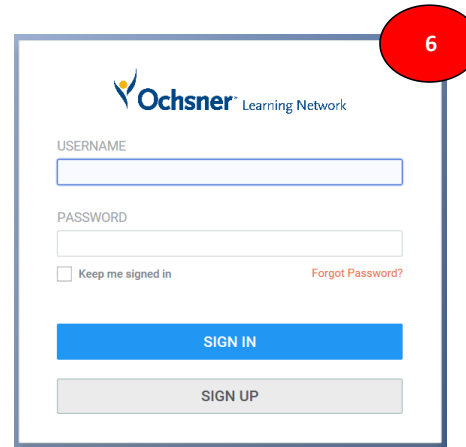 6
Ochsner™ Learning Network
USERNAME
PASSWORD
Keep me signed in Forgot Password?
SIGN IN
SIGN UP